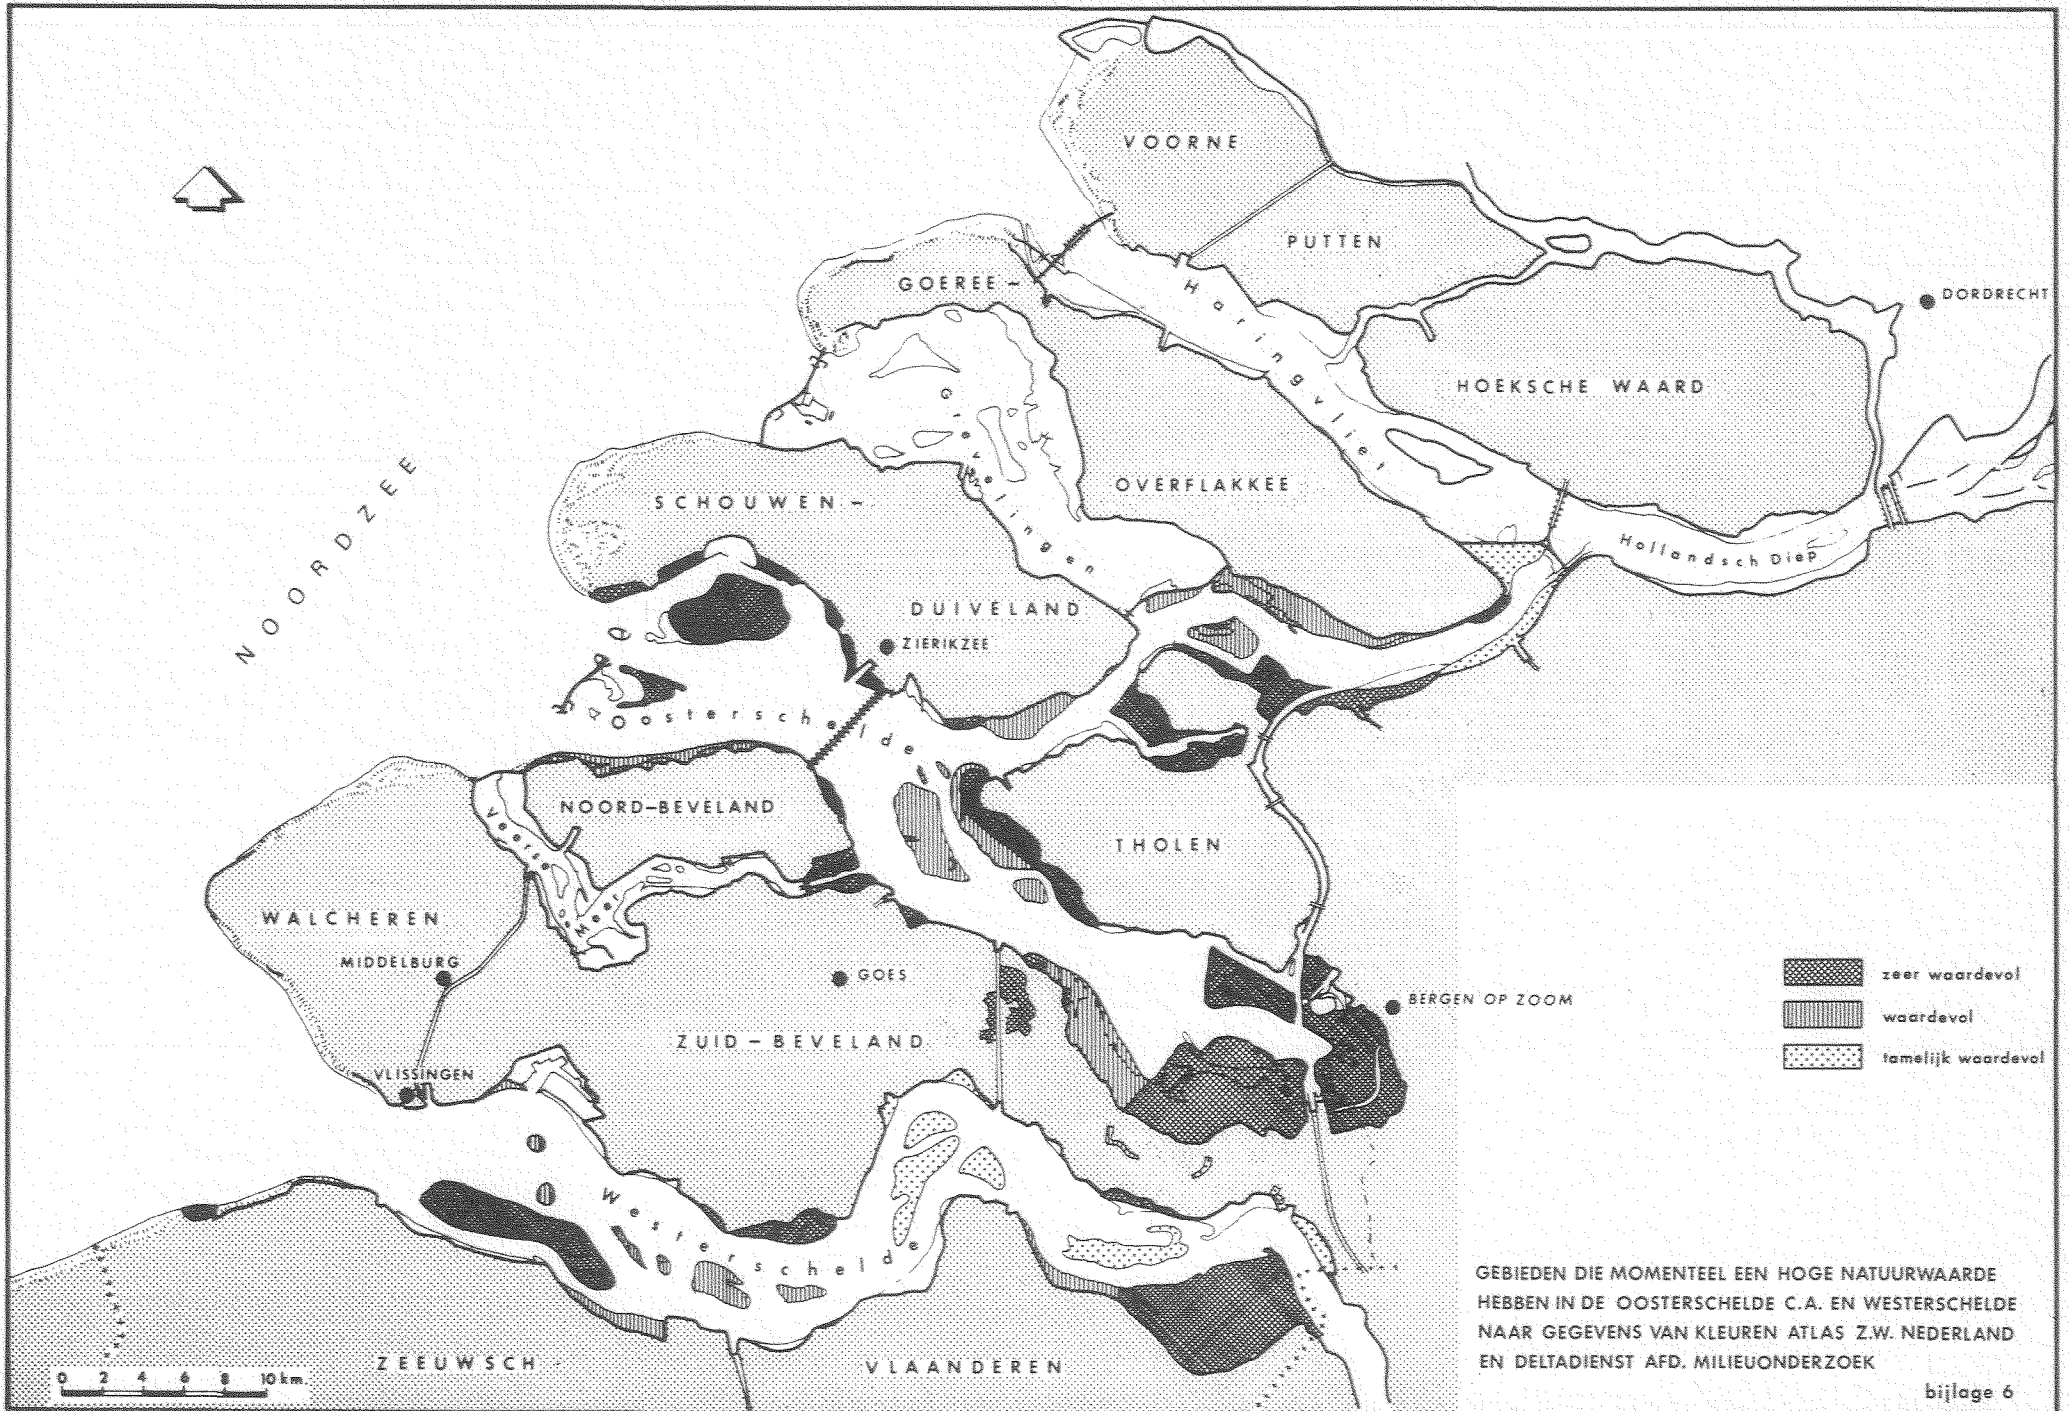 VOORNE
PUTTEN
GOEREE –
Haringvliet
DORDRECHT
HOEKSCHE WAARD
Grevelingen
OVERFLAKKEE
NOORDZEE
SCHOUWEN –
Hollandsch Diep
DUIVELAND
ZIERIKZEE
Oosterschelde
NOORD–BEVELAND
Veerse Meer
THOLEN
WALCHEREN
MIDDELBURG
GOES
BERGEN OP ZOOM
ZUID – BEVELAND
VLISSINGEN
Westerschelde
ZEEUWSCH
VLAANDEREN
zeer waardevol
waardevol
tamelijk waardevol
0 2 4 6 8 10 km.
GEBIEDEN DIE MOMENTEEL EEN HOGE NATUURWAARDE
HEBBEN IN DE OOSTERSCHELDE C.A. EN WESTERSCHELDE
NAAR GEGEVENS VAN KLEUREN ATLAS Z.W. NEDERLAND
EN DELTADIENST AFD. MILIEUONDERZOEK
bijlage 6